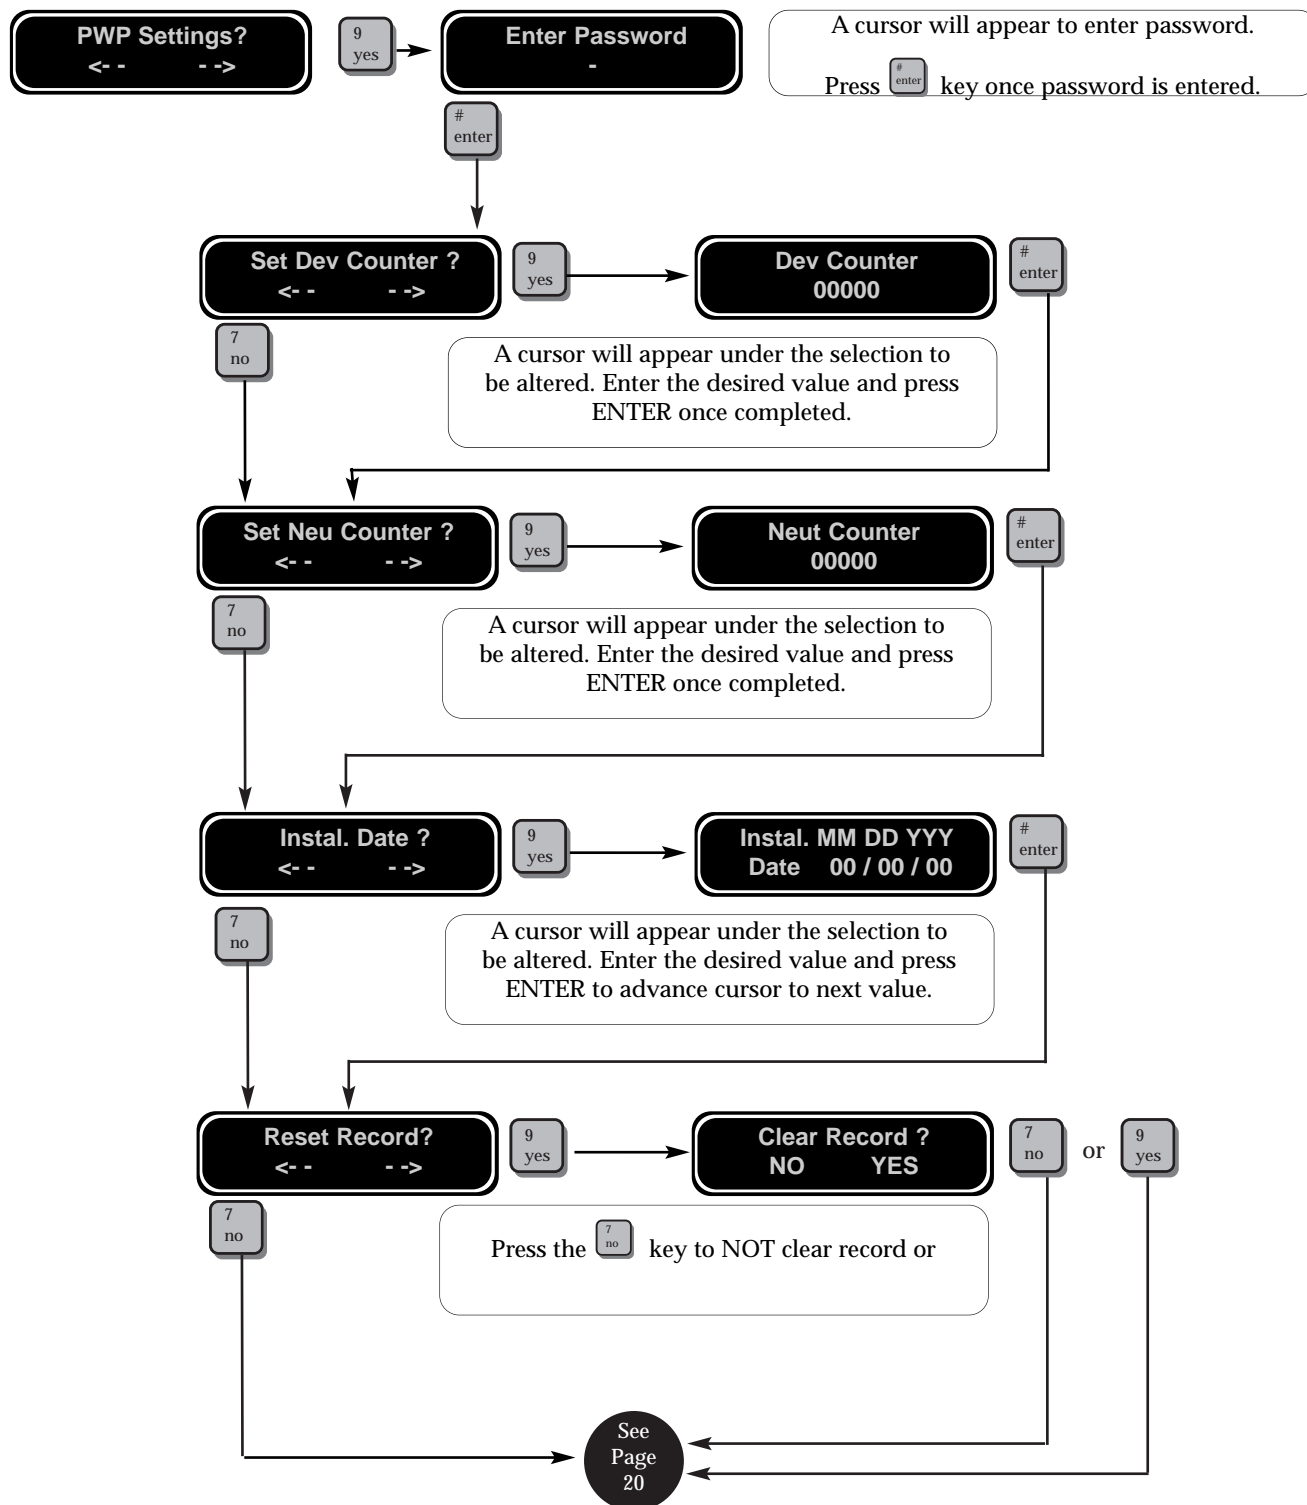 PWP Settings?
<- -          - ->
9
yes
Enter Password
-
A cursor will appear to enter password.
Press # enter key once password is entered.
#
enter
Set Dev Counter ?
<- -          - ->
9
yes
Dev Counter
00000
#
enter
7
no
A cursor will appear under the selection to
be altered. Enter the desired value and press
ENTER once completed.
Set Neu Counter ?
<- -          - ->
9
yes
Neut Counter
00000
#
enter
7
no
A cursor will appear under the selection to
be altered. Enter the desired value and press
ENTER once completed.
Instal. Date ?
<- -          - ->
9
yes
Instal. MM DD YYY
Date 00 / 00 / 00
#
enter
7
no
A cursor will appear under the selection to
be altered. Enter the desired value and press
ENTER to advance cursor to next value.
Reset Record?
<- -          - ->
9
yes
Clear Record ?
NO YES
7
no
or
9
yes
7
no
Press the 7 no key to NOT clear record or
See
Page
20